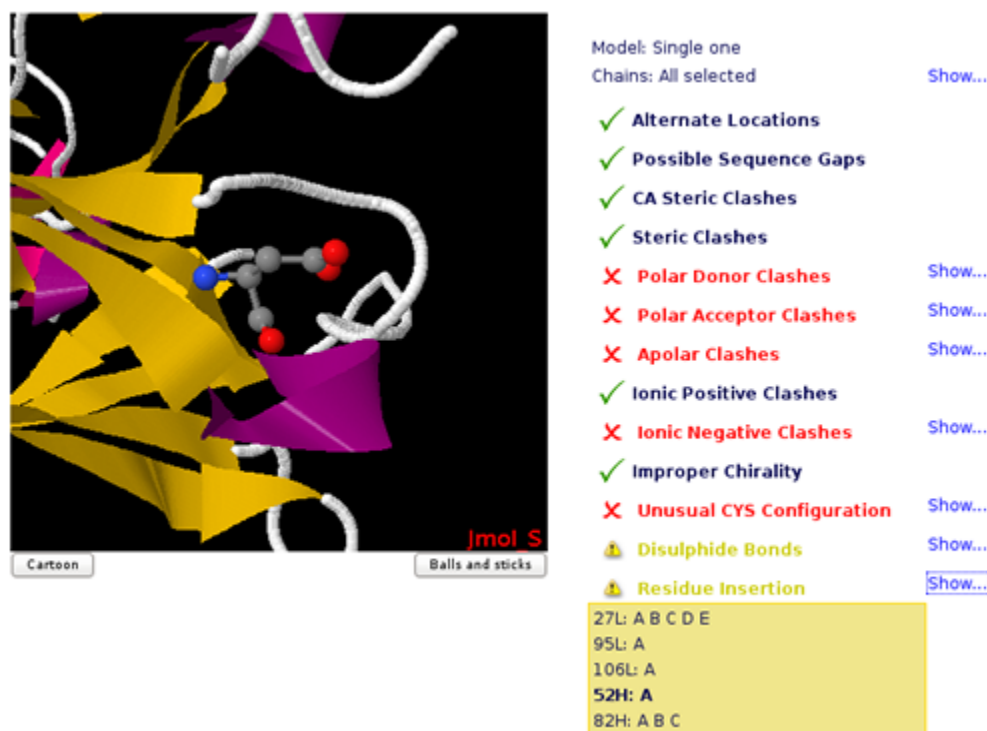 Jmol_S
Cartoon
Balls and sticks
Model: Single one
Chains: All selected Show...
Alternate Locations
Possible Sequence Gaps
CA Steric Clashes
Steric Clashes
Polar Donor Clashes Show...
Polar Acceptor Clashes Show...
Apolar Clashes Show...
Ionic Positive Clashes
Ionic Negative Clashes Show...
Improper Chirality
Unusual CYS Configuration Show...
Disulphide Bonds Show...
Residue Insertion Show...
27L: A B C D E
95L: A
106L: A
52H: A
82H: A B C